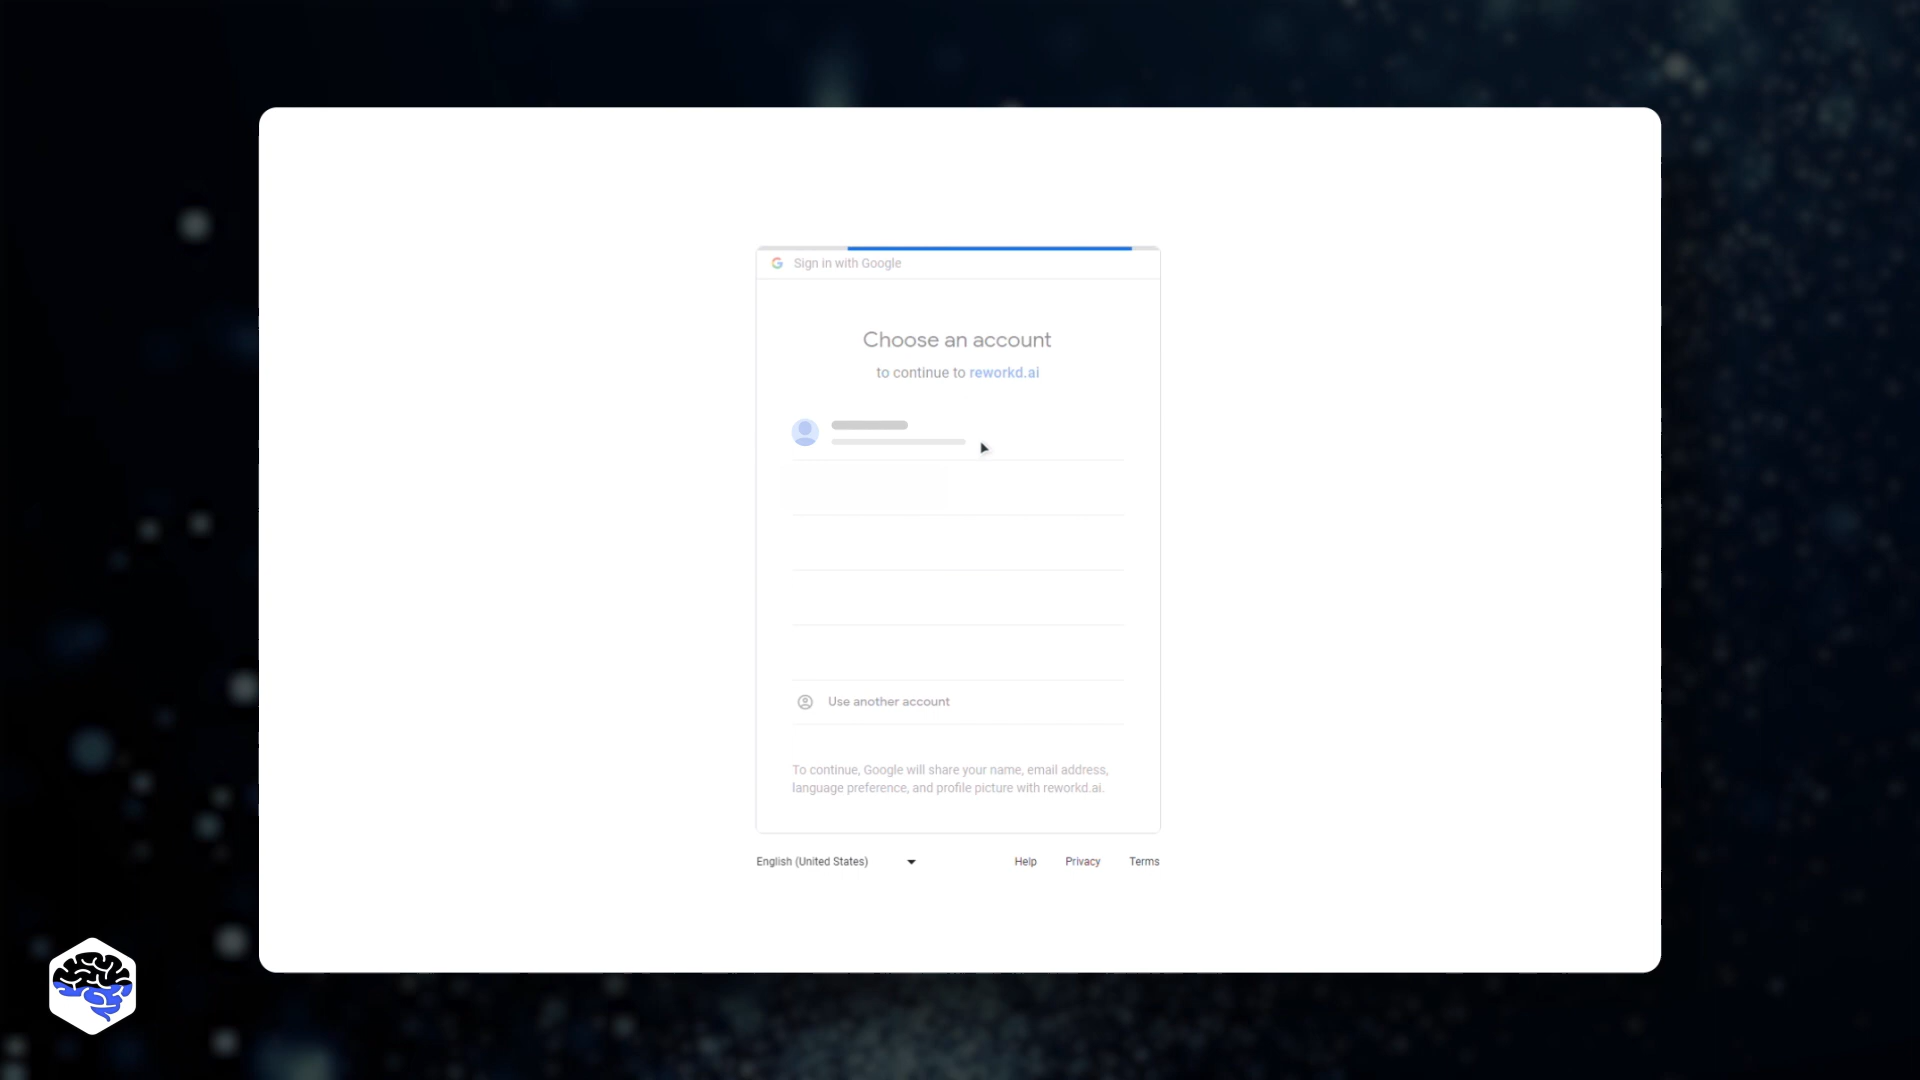 Sign in with Google
Choose an account
to continue to reworkd.ai
Use another account
To continue, Google will share your name, email address,
language preference, and profile picture with reworkd.ai.
English (United States) Help Privacy Terms